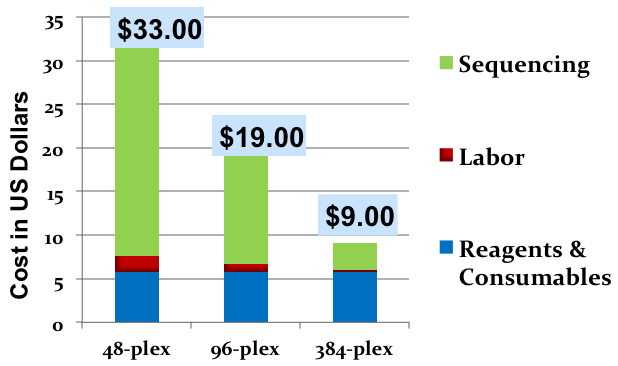 35
30
25
20
15
10
5
0
Cost in US Dollars
$33.00
$19.00
$9.00
48-plex
96-plex
384-plex
Sequencing
Labor
Reagents &
Consumables